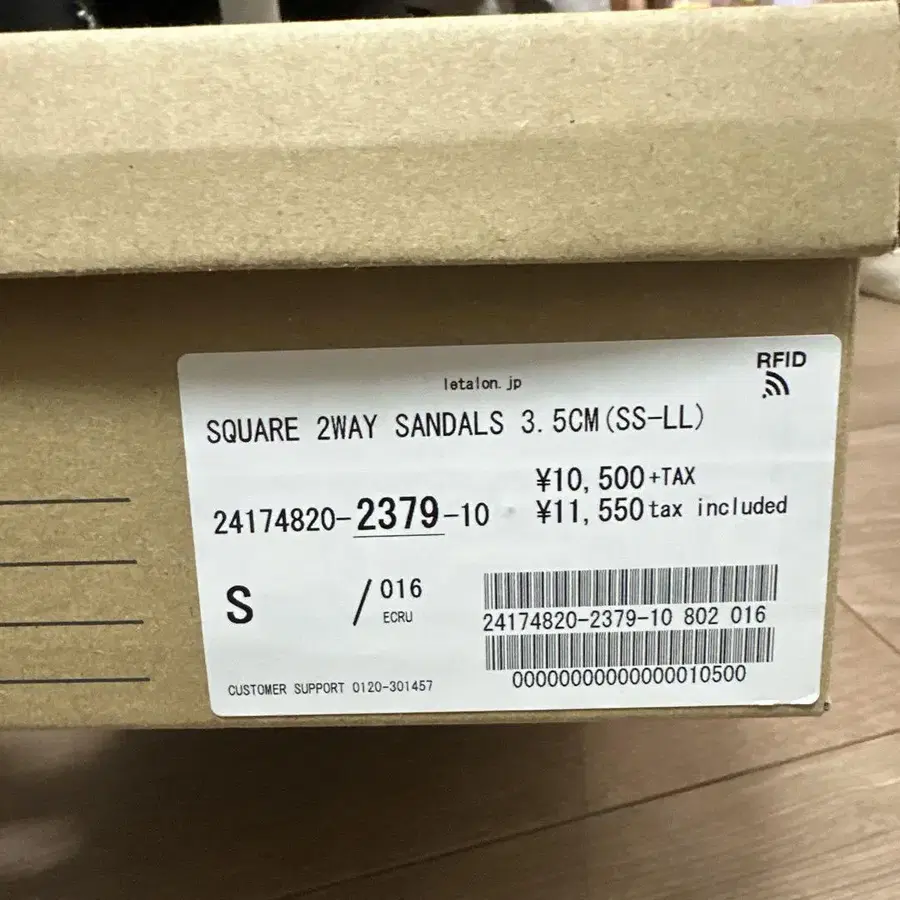 RFID
letalon.jp
SQUARE 2WAY SANDALS 3.5CM(SS-LL)
¥10,500+TAX
24174820-2379-10 ¥11,550 tax included
S /016
ECRU
24174820-2379-10 802 016
CUSTOMER SUPPORT 0120-301457
00000000000000010500